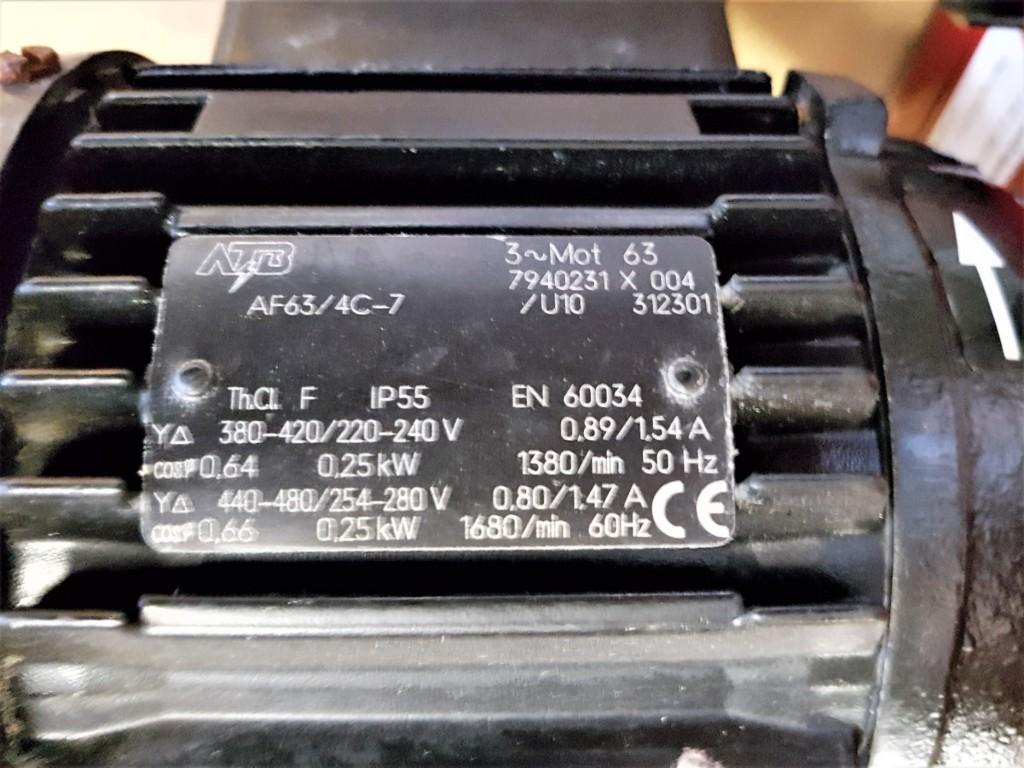 ATB
3~Mot 63
7940231 X 004
AF63/4C-7 /U10 312301
Th.Cl. F IP55 EN 60034
Y∆ 380-420/220-240 V 0,89/1,54 A
cosφ 0,64 0,25 kW 1380/min 50 Hz
Y∆ 440-480/254-280 V 0,80/1,47 A
cosφ 0,66 0,25 kW 1680/min 60Hz CE